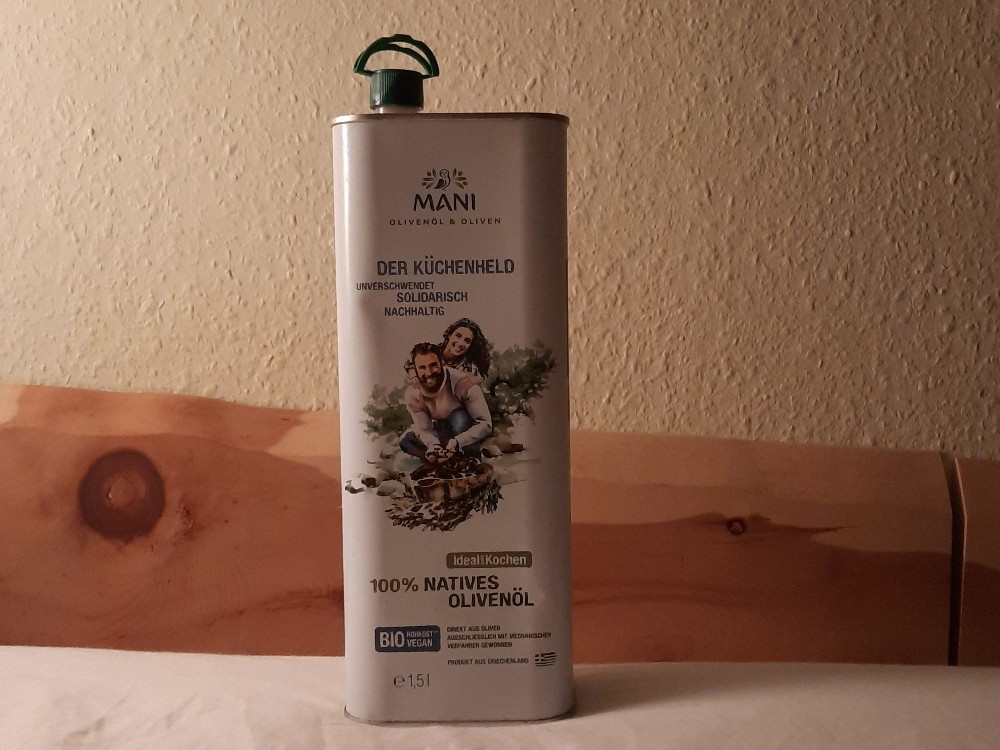 MANI
OLIVENÖL & OLIVEN
DER KÜCHENHELD
UNVERSCHWENDET
SOLIDARISCH
NACHHALTIG
Ideal zum Kochen
100% NATIVES
OLIVENÖL
BIO ROHKOST
VEGAN
DIREKT AUS OLIVEN
AUSSCHLIESSLICH MIT MECHANISCHEN
VERFAHREN GEWONNEN
PRODUKT AUS GRIECHENLAND
e 1,5 l